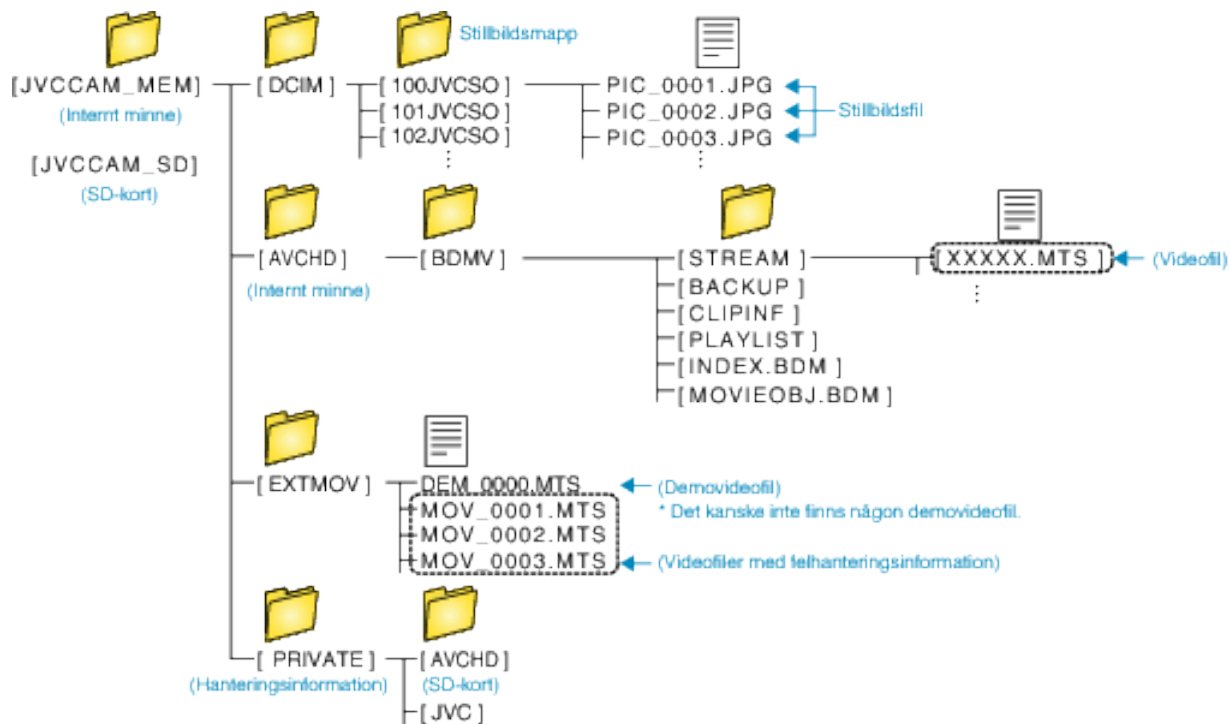 Stillbildsmapp
[JVCCAM_MEM] [DCIM] [100JVCSO] PIC_0001.JPG
(Internt minne) [101JVCSO] PIC_0002.JPG Stillbildsfil
[102JVCSO] PIC_0003.JPG
[JVCCAM_SD]
(SD-kort)
[AVCHD] [BDMV] [STREAM] [XXXXX.MTS] (Videofil)
(Internt minne) [BACKUP]
[CLIPINF]
[PLAYLIST]
[INDEX.BDM]
[MOVIEOBJ.BDM]
[EXTMOV] DEM_0000.MTS (Demovideofil)
MOV_0001.MTS * Det kanske inte finns någon demovideofil.
MOV_0002.MTS
MOV_0003.MTS (Videofiler med felhanteringsinformation)
[PRIVATE] [AVCHD]
(Hanteringsinformation) (SD-kort)
[JVC]